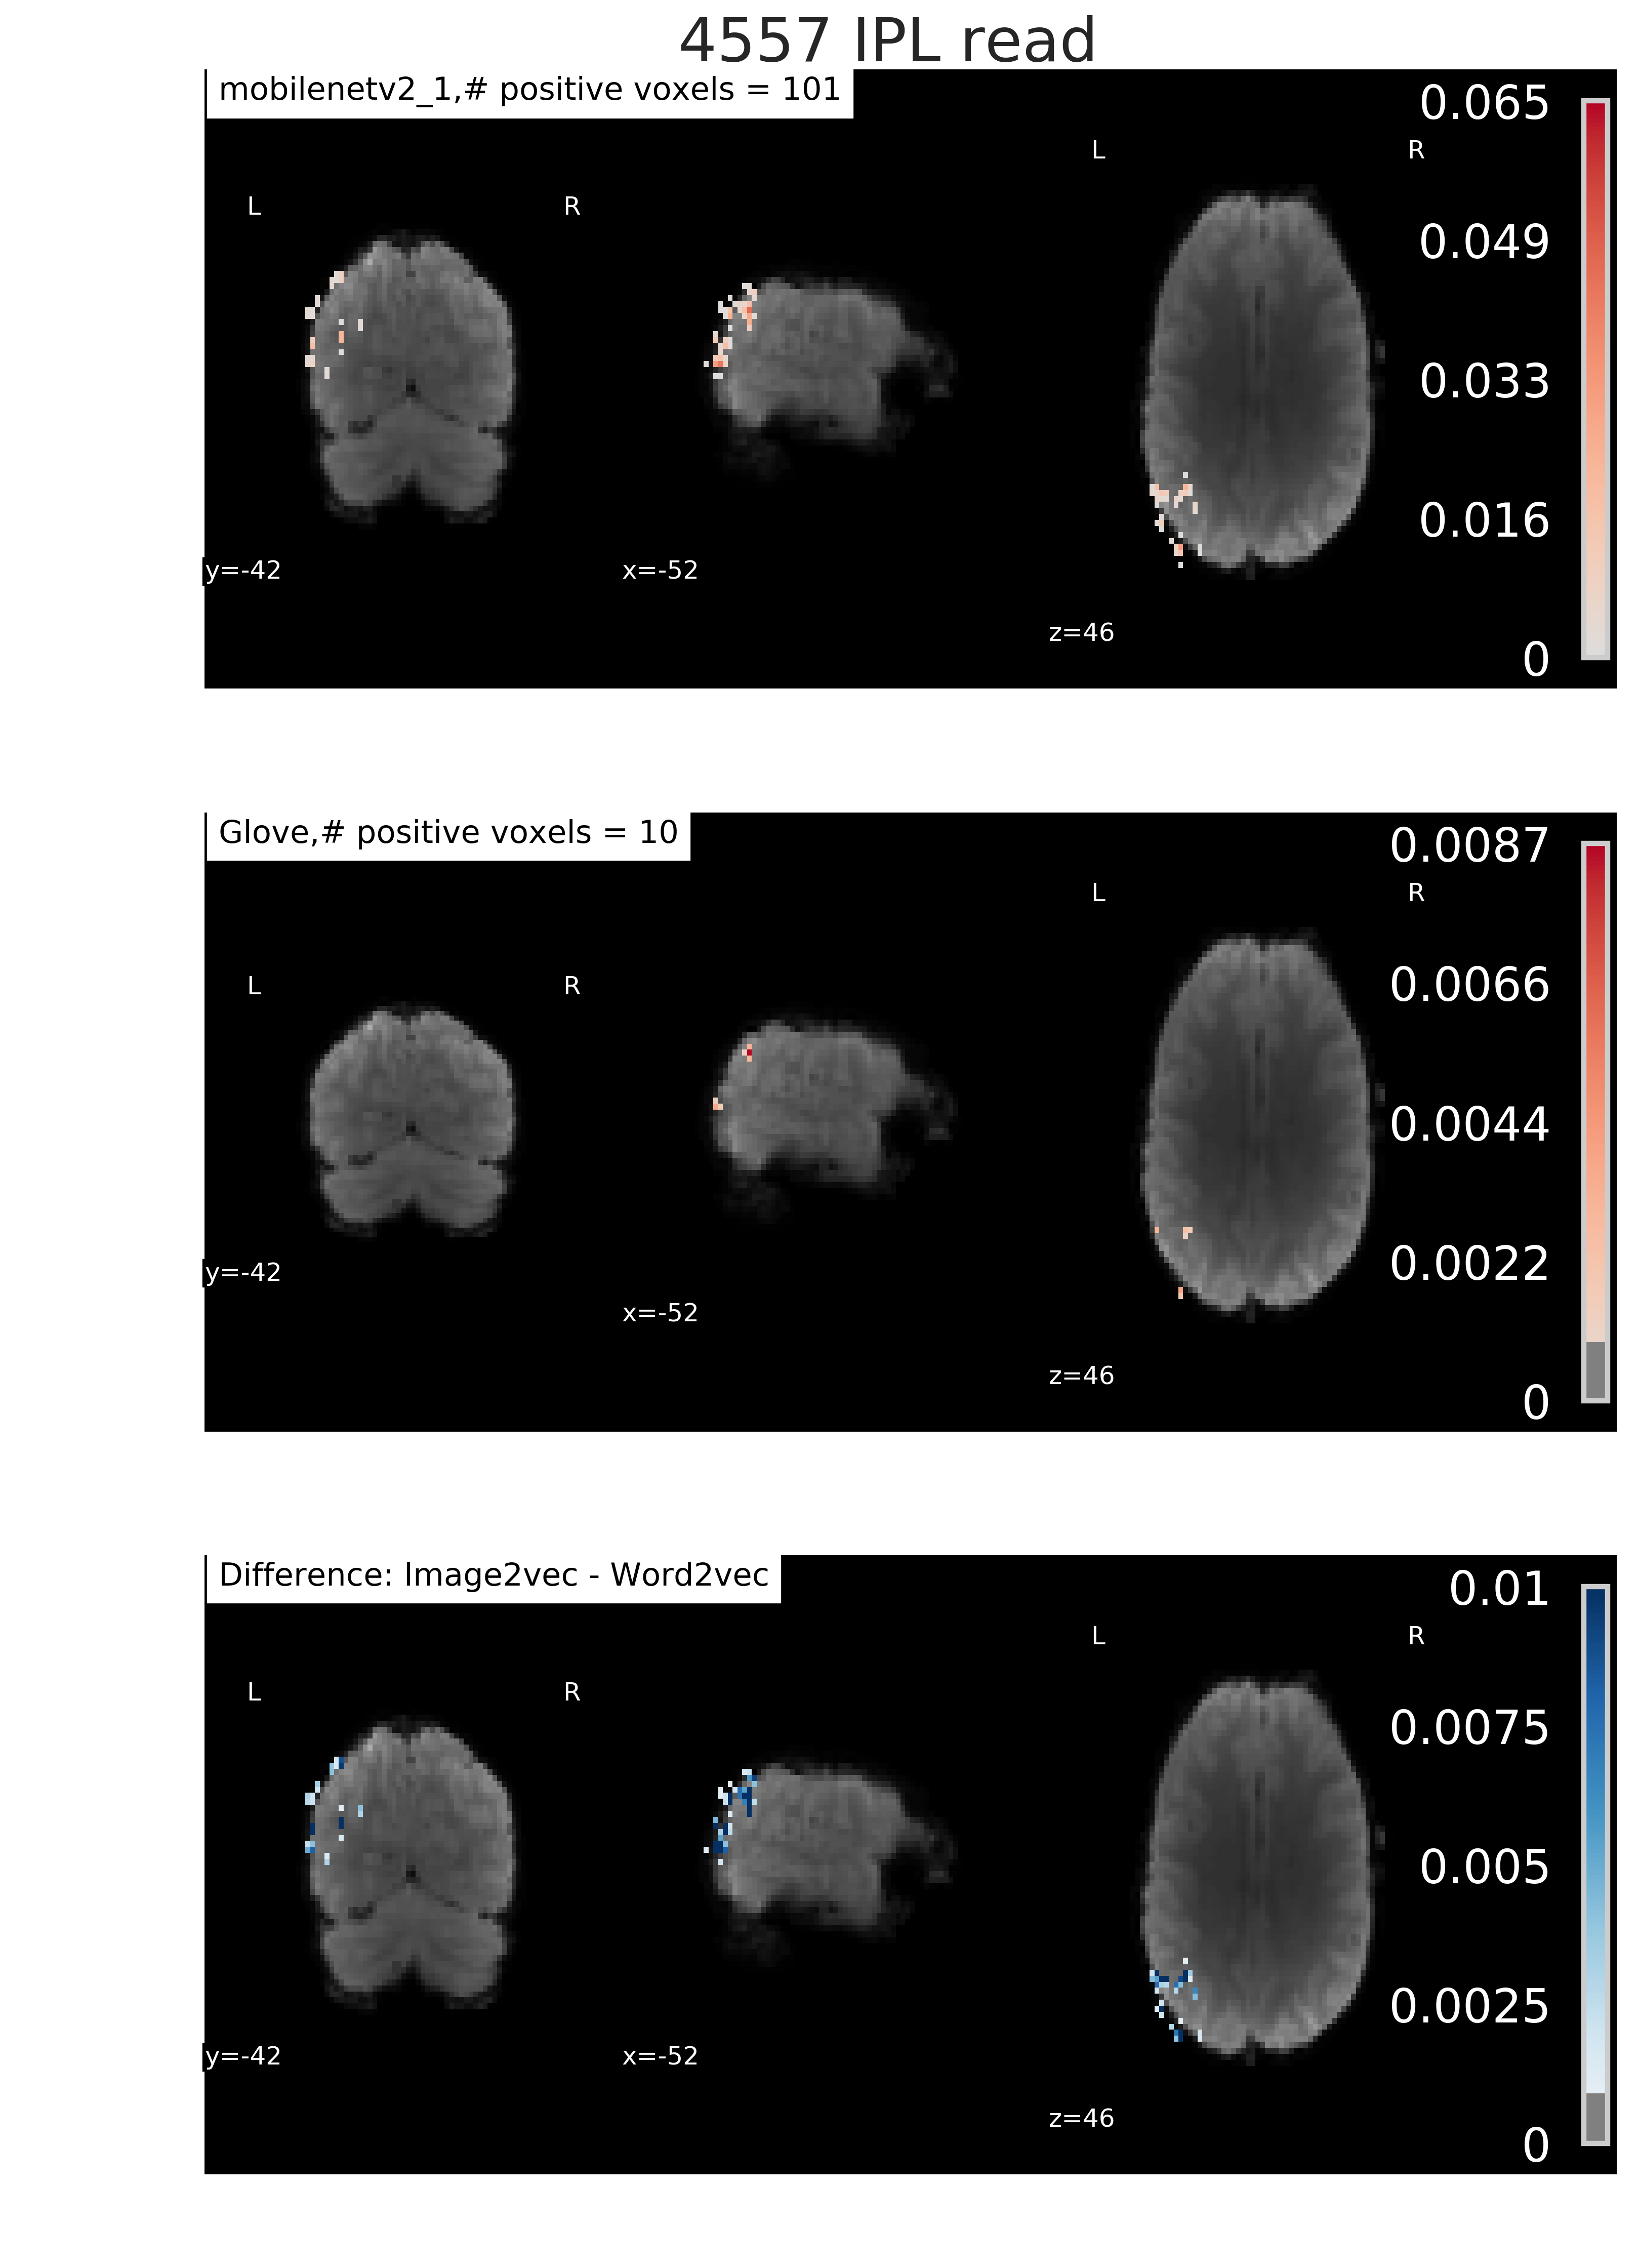 4557 IPL read
mobilenetv2_1,# positive voxels = 101
0.065
L R
L R
0.049
0.033
0.016
y=-42 x=-52
z=46
0
Glove,# positive voxels = 10
0.0087
L R
L R
0.0066
0.0044
0.0022
y=-42
x=-52
z=46
0
Difference: Image2vec - Word2vec
0.01
L R
L R
0.0075
0.005
0.0025
y=-42 x=-52
z=46
0